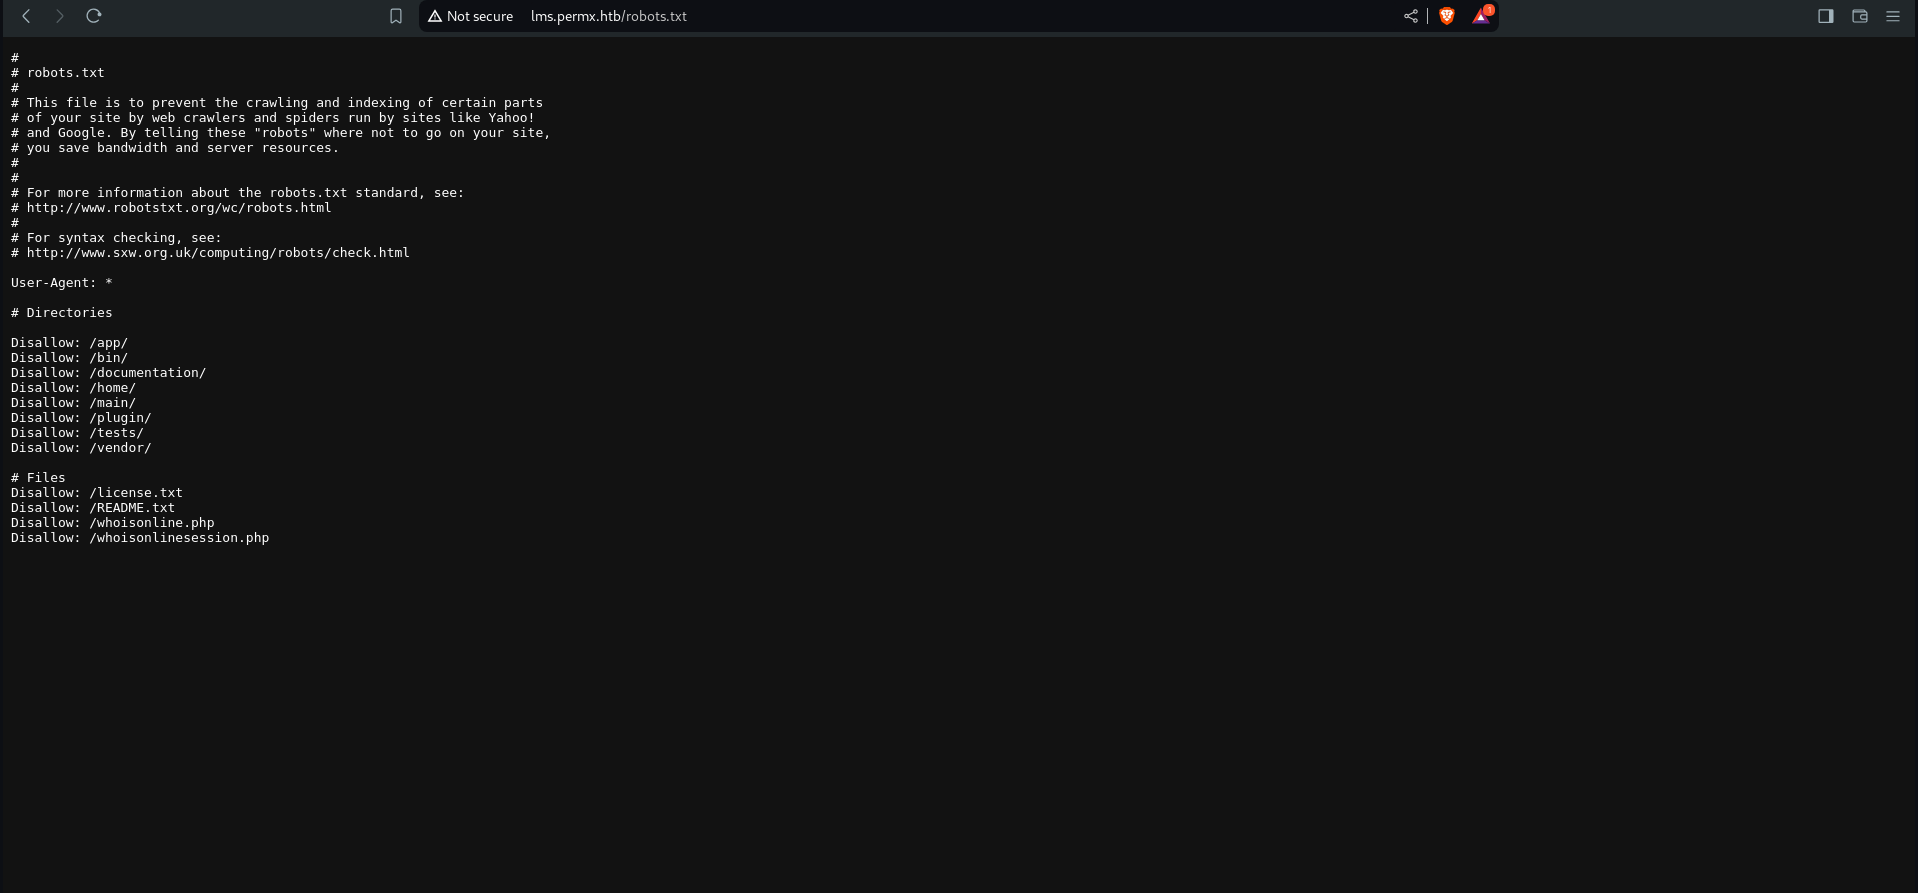 Not secure lms.permx.htb/robots.txt 1
#
# robots.txt
#
# This file is to prevent the crawling and indexing of certain parts
# of your site by web crawlers and spiders run by sites like Yahoo!
# and Google. By telling these "robots" where not to go on your site,
# you save bandwidth and server resources.
#
#
# For more information about the robots.txt standard, see:
# http://www.robotstxt.org/wc/robots.html
#
# For syntax checking, see:
# http://www.sxw.org.uk/computing/robots/check.html
User-Agent: *
# Directories
Disallow: /app/
Disallow: /bin/
Disallow: /documentation/
Disallow: /home/
Disallow: /main/
Disallow: /plugin/
Disallow: /tests/
Disallow: /vendor/
# Files
Disallow: /license.txt
Disallow: /README.txt
Disallow: /whoisonline.php
Disallow: /whoisonlinesession.php